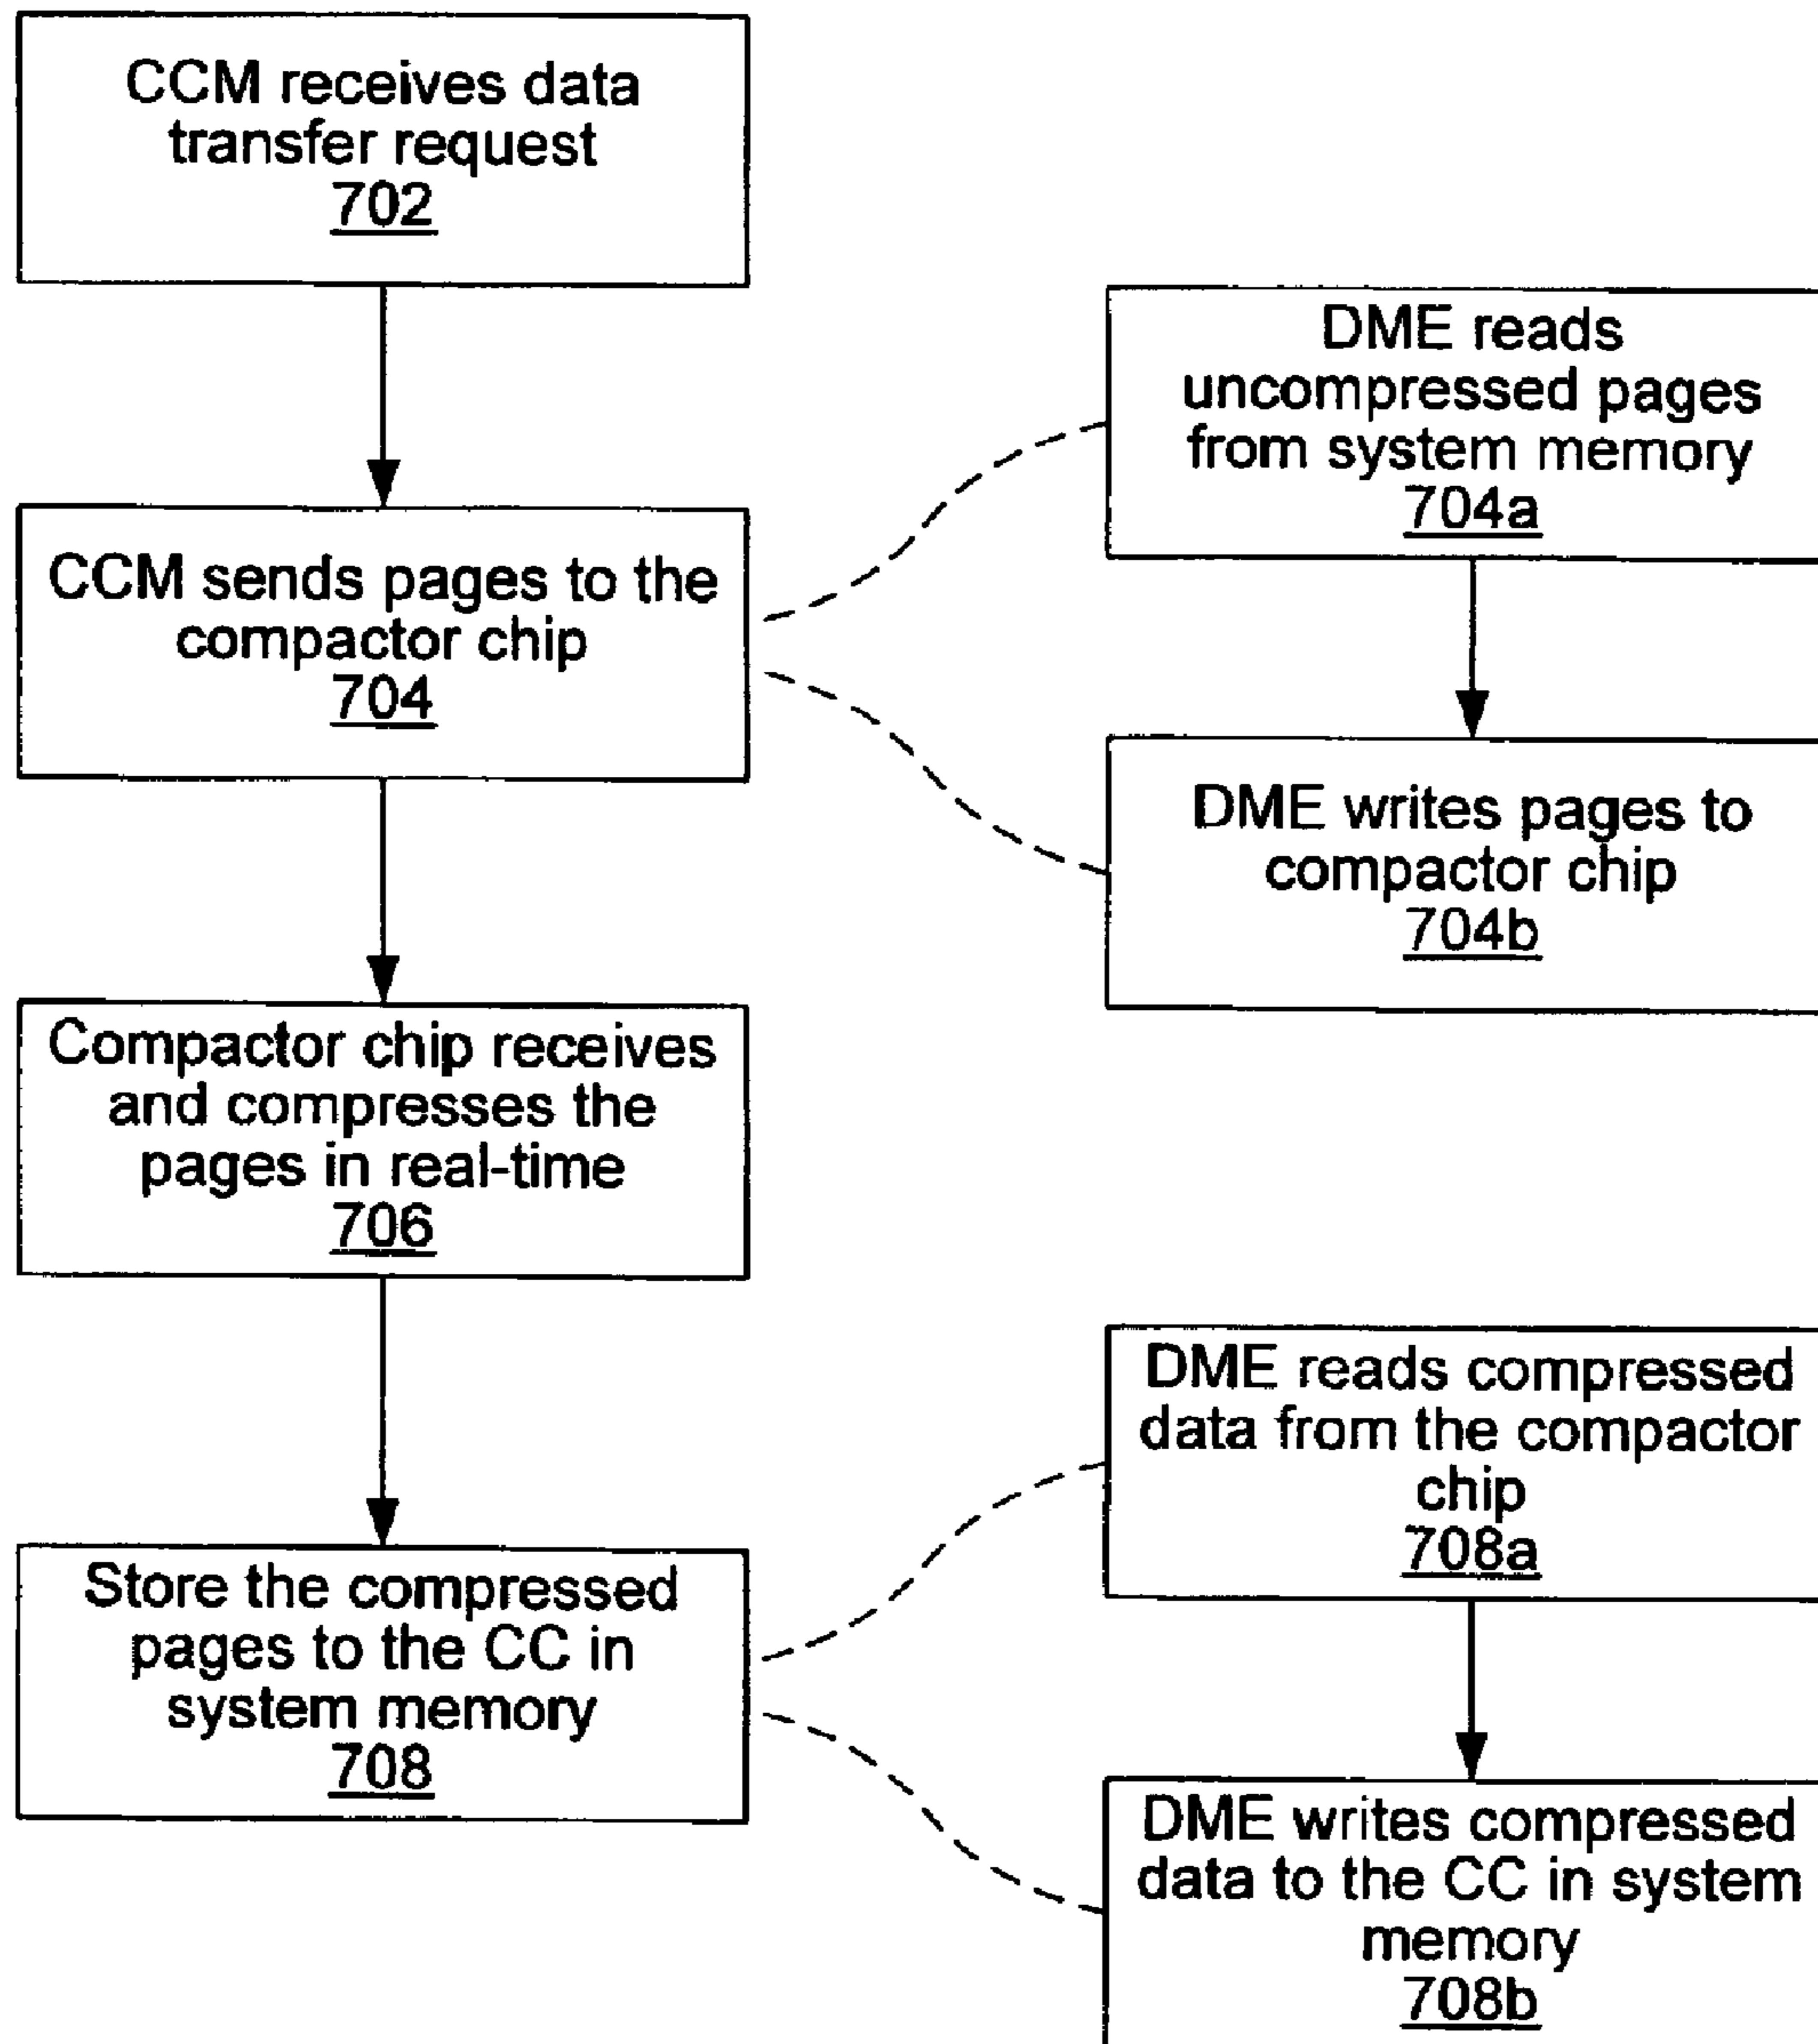 CCM receives data
transfer request
702
CCM sends pages to the
compactor chip
704
DME reads
uncompressed pages
from system memory
704a
DME writes pages to
compactor chip
704b
Compactor chip receives
and compresses the
pages in real-time
706
Store the compressed
pages to the CC in
system memory
708
DME reads compressed
data from the compactor
chip
708a
DME writes compressed
data to the CC in system
memory
708b